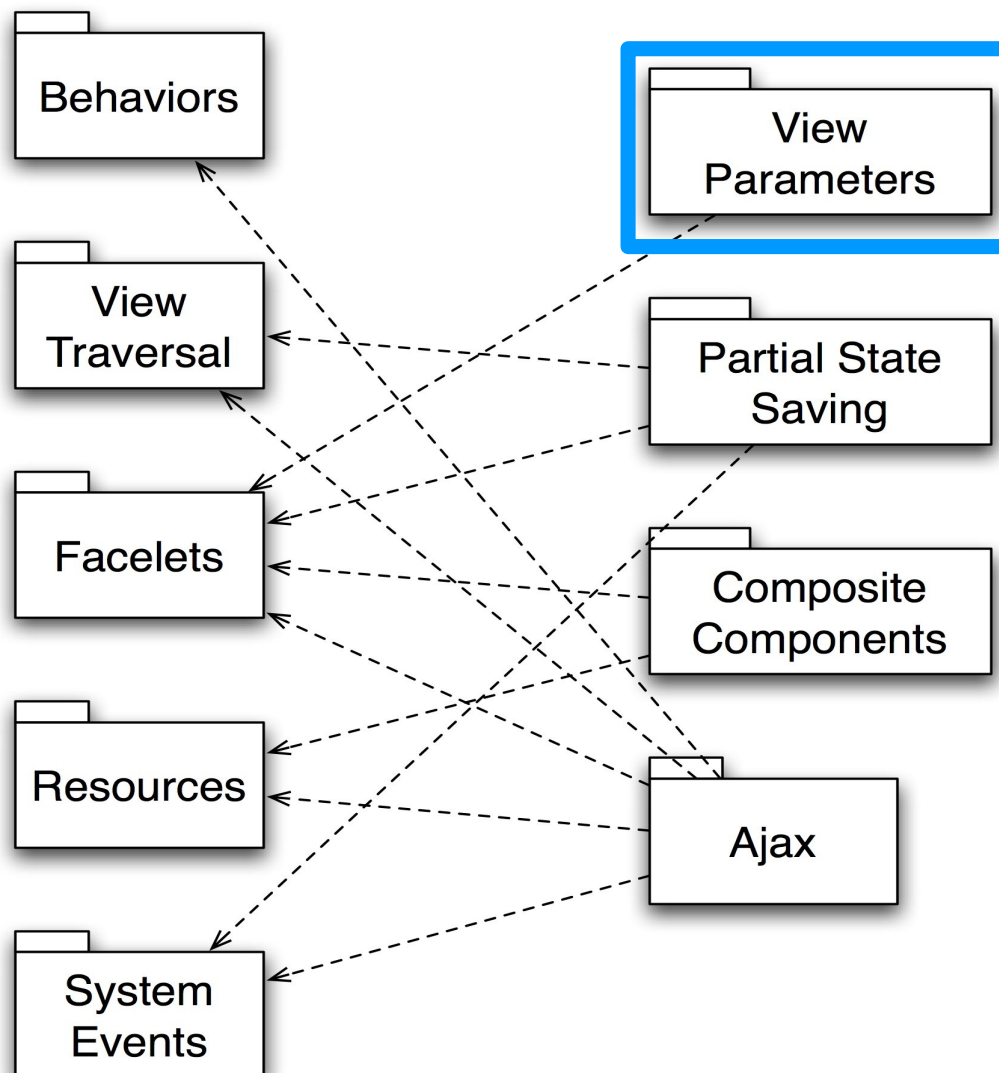 Behaviors
View
Traversal
Facelets
Resources
System
Events
View
Parameters
Partial State
Saving
Composite
Components
Ajax